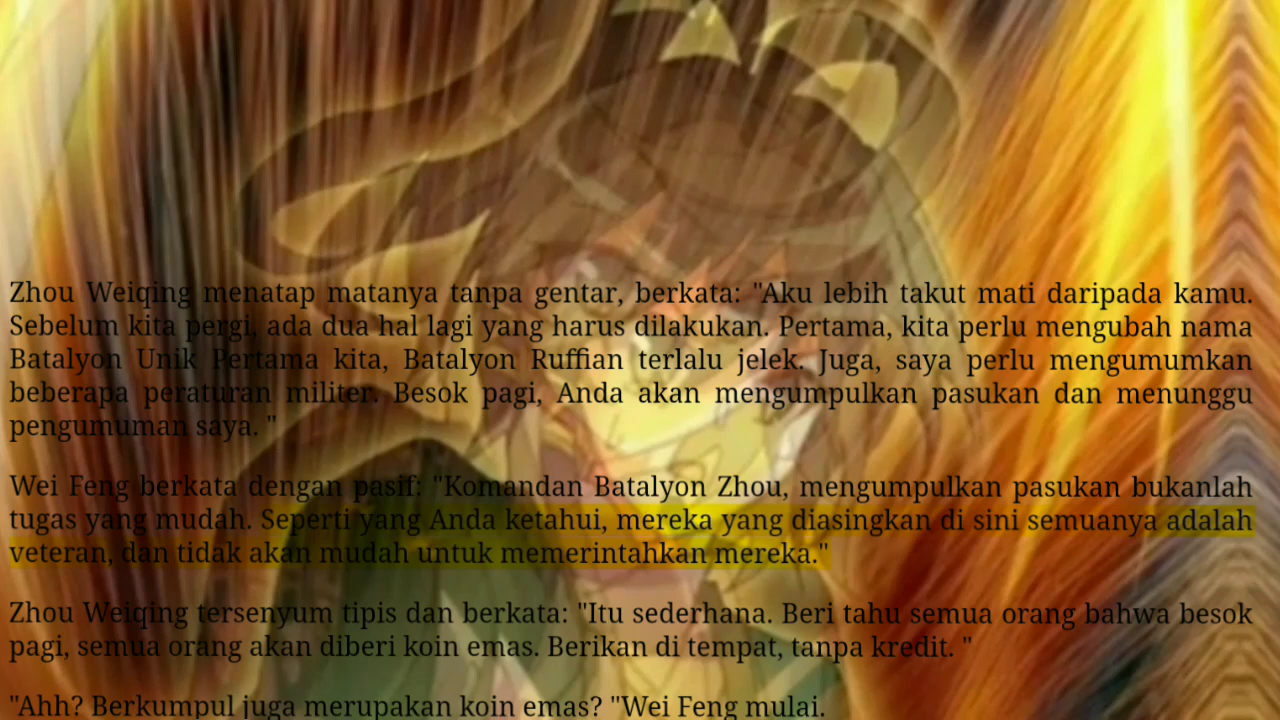 Zhou Weiqing menatap matanya tanpa gentar, berkata: "Aku lebih takut mati daripada kamu.
Sebelum kita pergi, ada dua hal lagi yang harus dilakukan. Pertama, kita perlu mengubah nama
Batalyon Unik Pertama kita, Batalyon Ruffian terlalu jelek. Juga, saya perlu mengumumkan
beberapa peraturan militer. Besok pagi, Anda akan mengumpulkan pasukan dan menunggu
pengumuman saya. "
Wei Feng berkata dengan pasif: "Komandan Batalyon Zhou, mengumpulkan pasukan bukanlah
tugas yang mudah. Seperti yang Anda ketahui, mereka yang diasingkan di sini semuanya adalah
veteran, dan tidak akan mudah untuk memerintahkan mereka."
Zhou Weiqing tersenyum tipis dan berkata: "Itu sederhana. Beri tahu semua orang bahwa besok
pagi, semua orang akan diberi koin emas. Berikan di tempat, tanpa kredit. "
"Ahh? Berkumpul juga merupakan koin emas? "Wei Feng mulai.